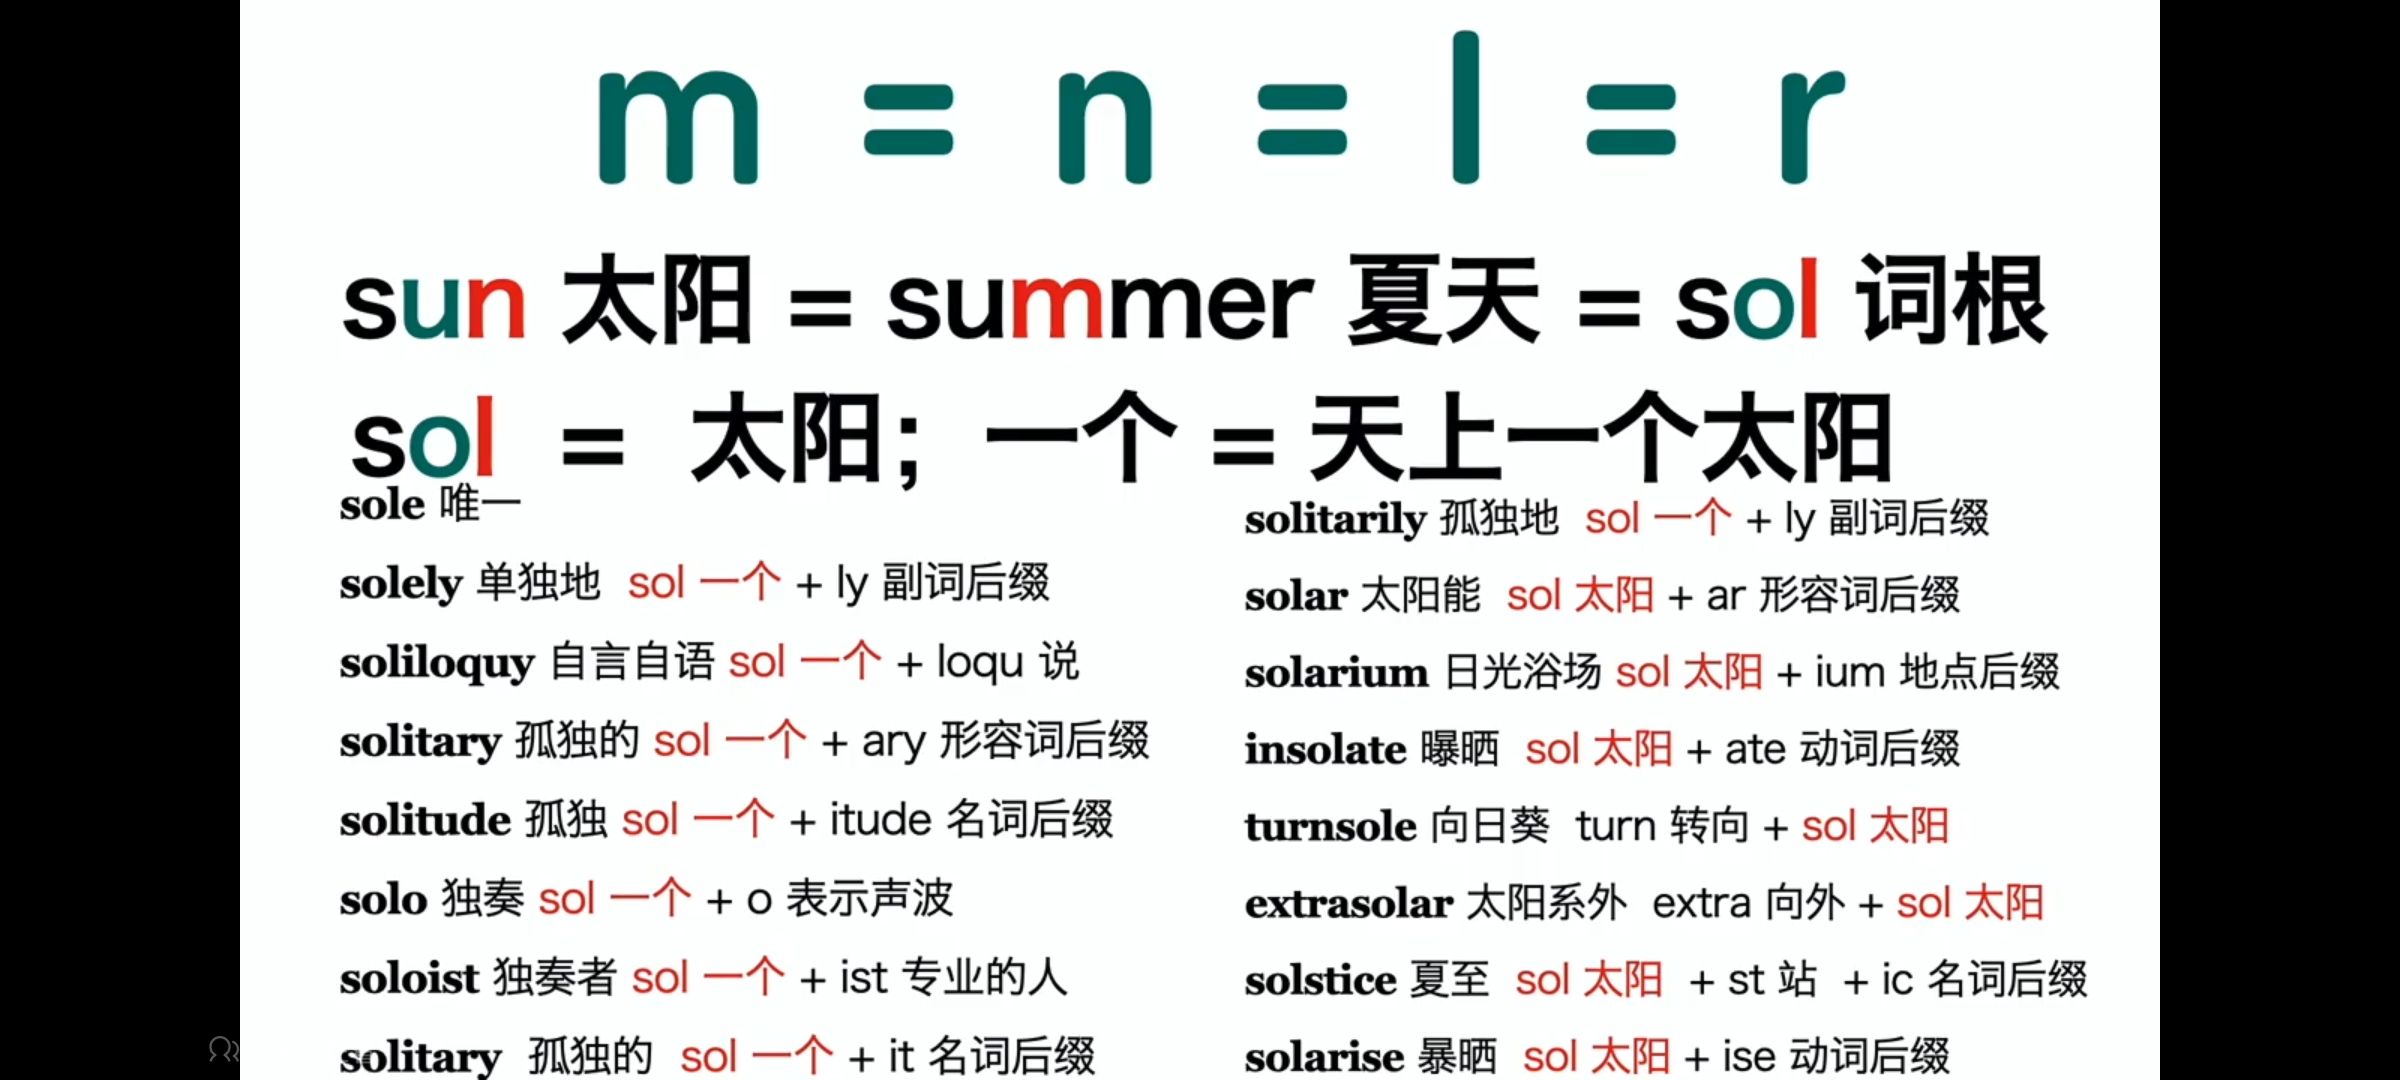 m = n = l = r
sun 太阳 = summer 夏天 = sol 词根
sol = 太阳；一个 = 天上一个太阳
sole 唯一
solely 单独地 sol 一个 + ly 副词后缀
soliloquy 自言自语 sol 一个 + loqu 说
solitary 孤独的 sol 一个 + ary 形容词后缀
solitude 孤独 sol 一个 + itude 名词后缀
solo 独奏 sol 一个 + o 表示声波
soloist 独奏者 sol 一个 + ist 专业的人
solitary 孤独的 sol 一个 + it 名词后缀
solitarily 孤独地 sol 一个 + ly 副词后缀
solar 太阳能 sol 太阳 + ar 形容词后缀
solarium 日光浴场 sol 太阳 + ium 地点后缀
insolate 曝晒 sol 太阳 + ate 动词后缀
turnsole 向日葵 turn 转向 + sol 太阳
extrasolar 太阳系外 extra 向外 + sol 太阳
solstice 夏至 sol 太阳 + st 站 + ic 名词后缀
solarise 暴晒 sol 太阳 + ise 动词后缀